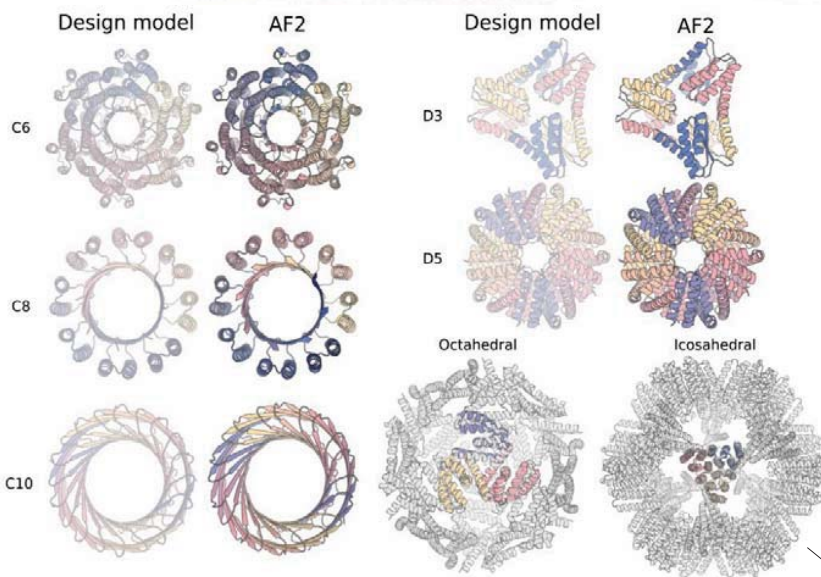 Design model
AF2
C6
C8
C10
Design model
AF2
D3
D5
Octahedral
Icosahedral